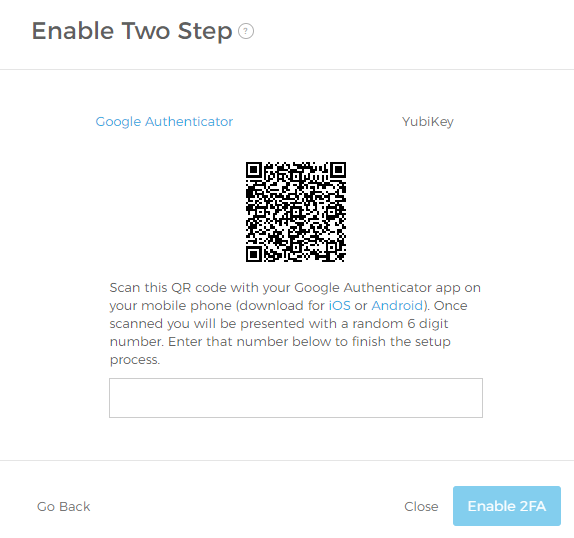 Enable Two Step ?
Google Authenticator YubiKey
Scan this QR code with your Google Authenticator app on
your mobile phone (download for iOS or Android). Once
scanned you will be presented with a random 6 digit
number. Enter that number below to finish the setup
process.
Go Back Close Enable 2FA